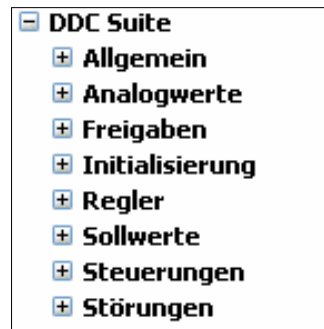 DDC Suite
Allgemein
Analogwerte
Freigaben
Initialisierung
Regler
Sollwerte
Steuerungen
Störungen